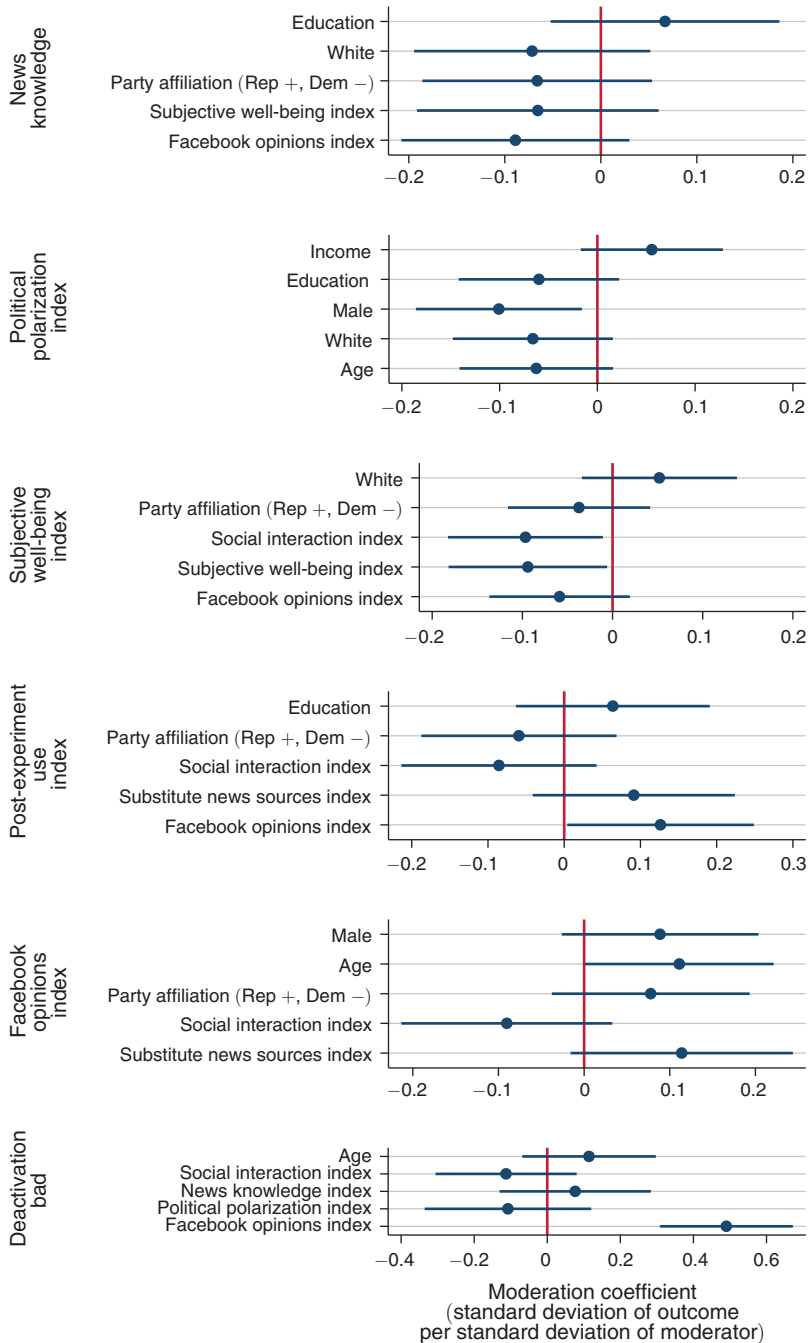 News
knowledge
Education
White
Party affiliation (Rep +, Dem −)
Subjective well-being index
Facebook opinions index
−0.2 −0.1 0 0.1 0.2
Political
polarization
index
Income
Education
Male
White
Age
−0.2 −0.1 0 0.1 0.2
Subjective
well-being
index
White
Party affiliation (Rep +, Dem −)
Social interaction index
Subjective well-being index
Facebook opinions index
−0.2 −0.1 0 0.1 0.2
Post-experiment
use
index
Education
Party affiliation (Rep +, Dem −)
Social interaction index
Substitute news sources index
Facebook opinions index
−0.2 −0.1 0 0.1 0.2 0.3
Facebook
opinions
index
Male
Age
Party affiliation (Rep +, Dem −)
Social interaction index
Substitute news sources index
−0.2 −0.1 0 0.1 0.2
Deactivation
bad
Age
Social interaction index
News knowledge index
Political polarization index
Facebook opinions index
−0.4 −0.2 0 0.2 0.4 0.6
Moderation coefficient
(standard deviation of outcome
per standard deviation of moderator)